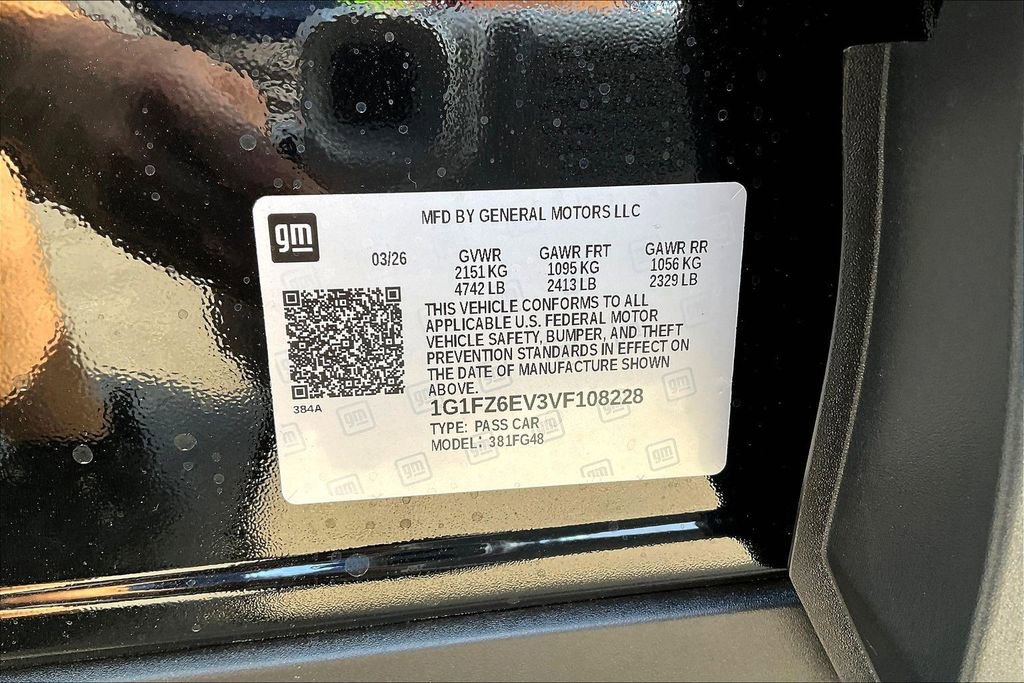 gm
MFD BY GENERAL MOTORS LLC
03/26
GVWR GAWR FRT GAWR RR
2151 KG 1095 KG 1056 KG
4742 LB 2413 LB 2329 LB
THIS VEHICLE CONFORMS TO ALL
APPLICABLE U.S. FEDERAL MOTOR
VEHICLE SAFETY, BUMPER, AND THEFT
PREVENTION STANDARDS IN EFFECT ON
THE DATE OF MANUFACTURE SHOWN
ABOVE.
384A
1G1FZ6EV3VF108228
TYPE: PASS CAR
MODEL: 381FG48